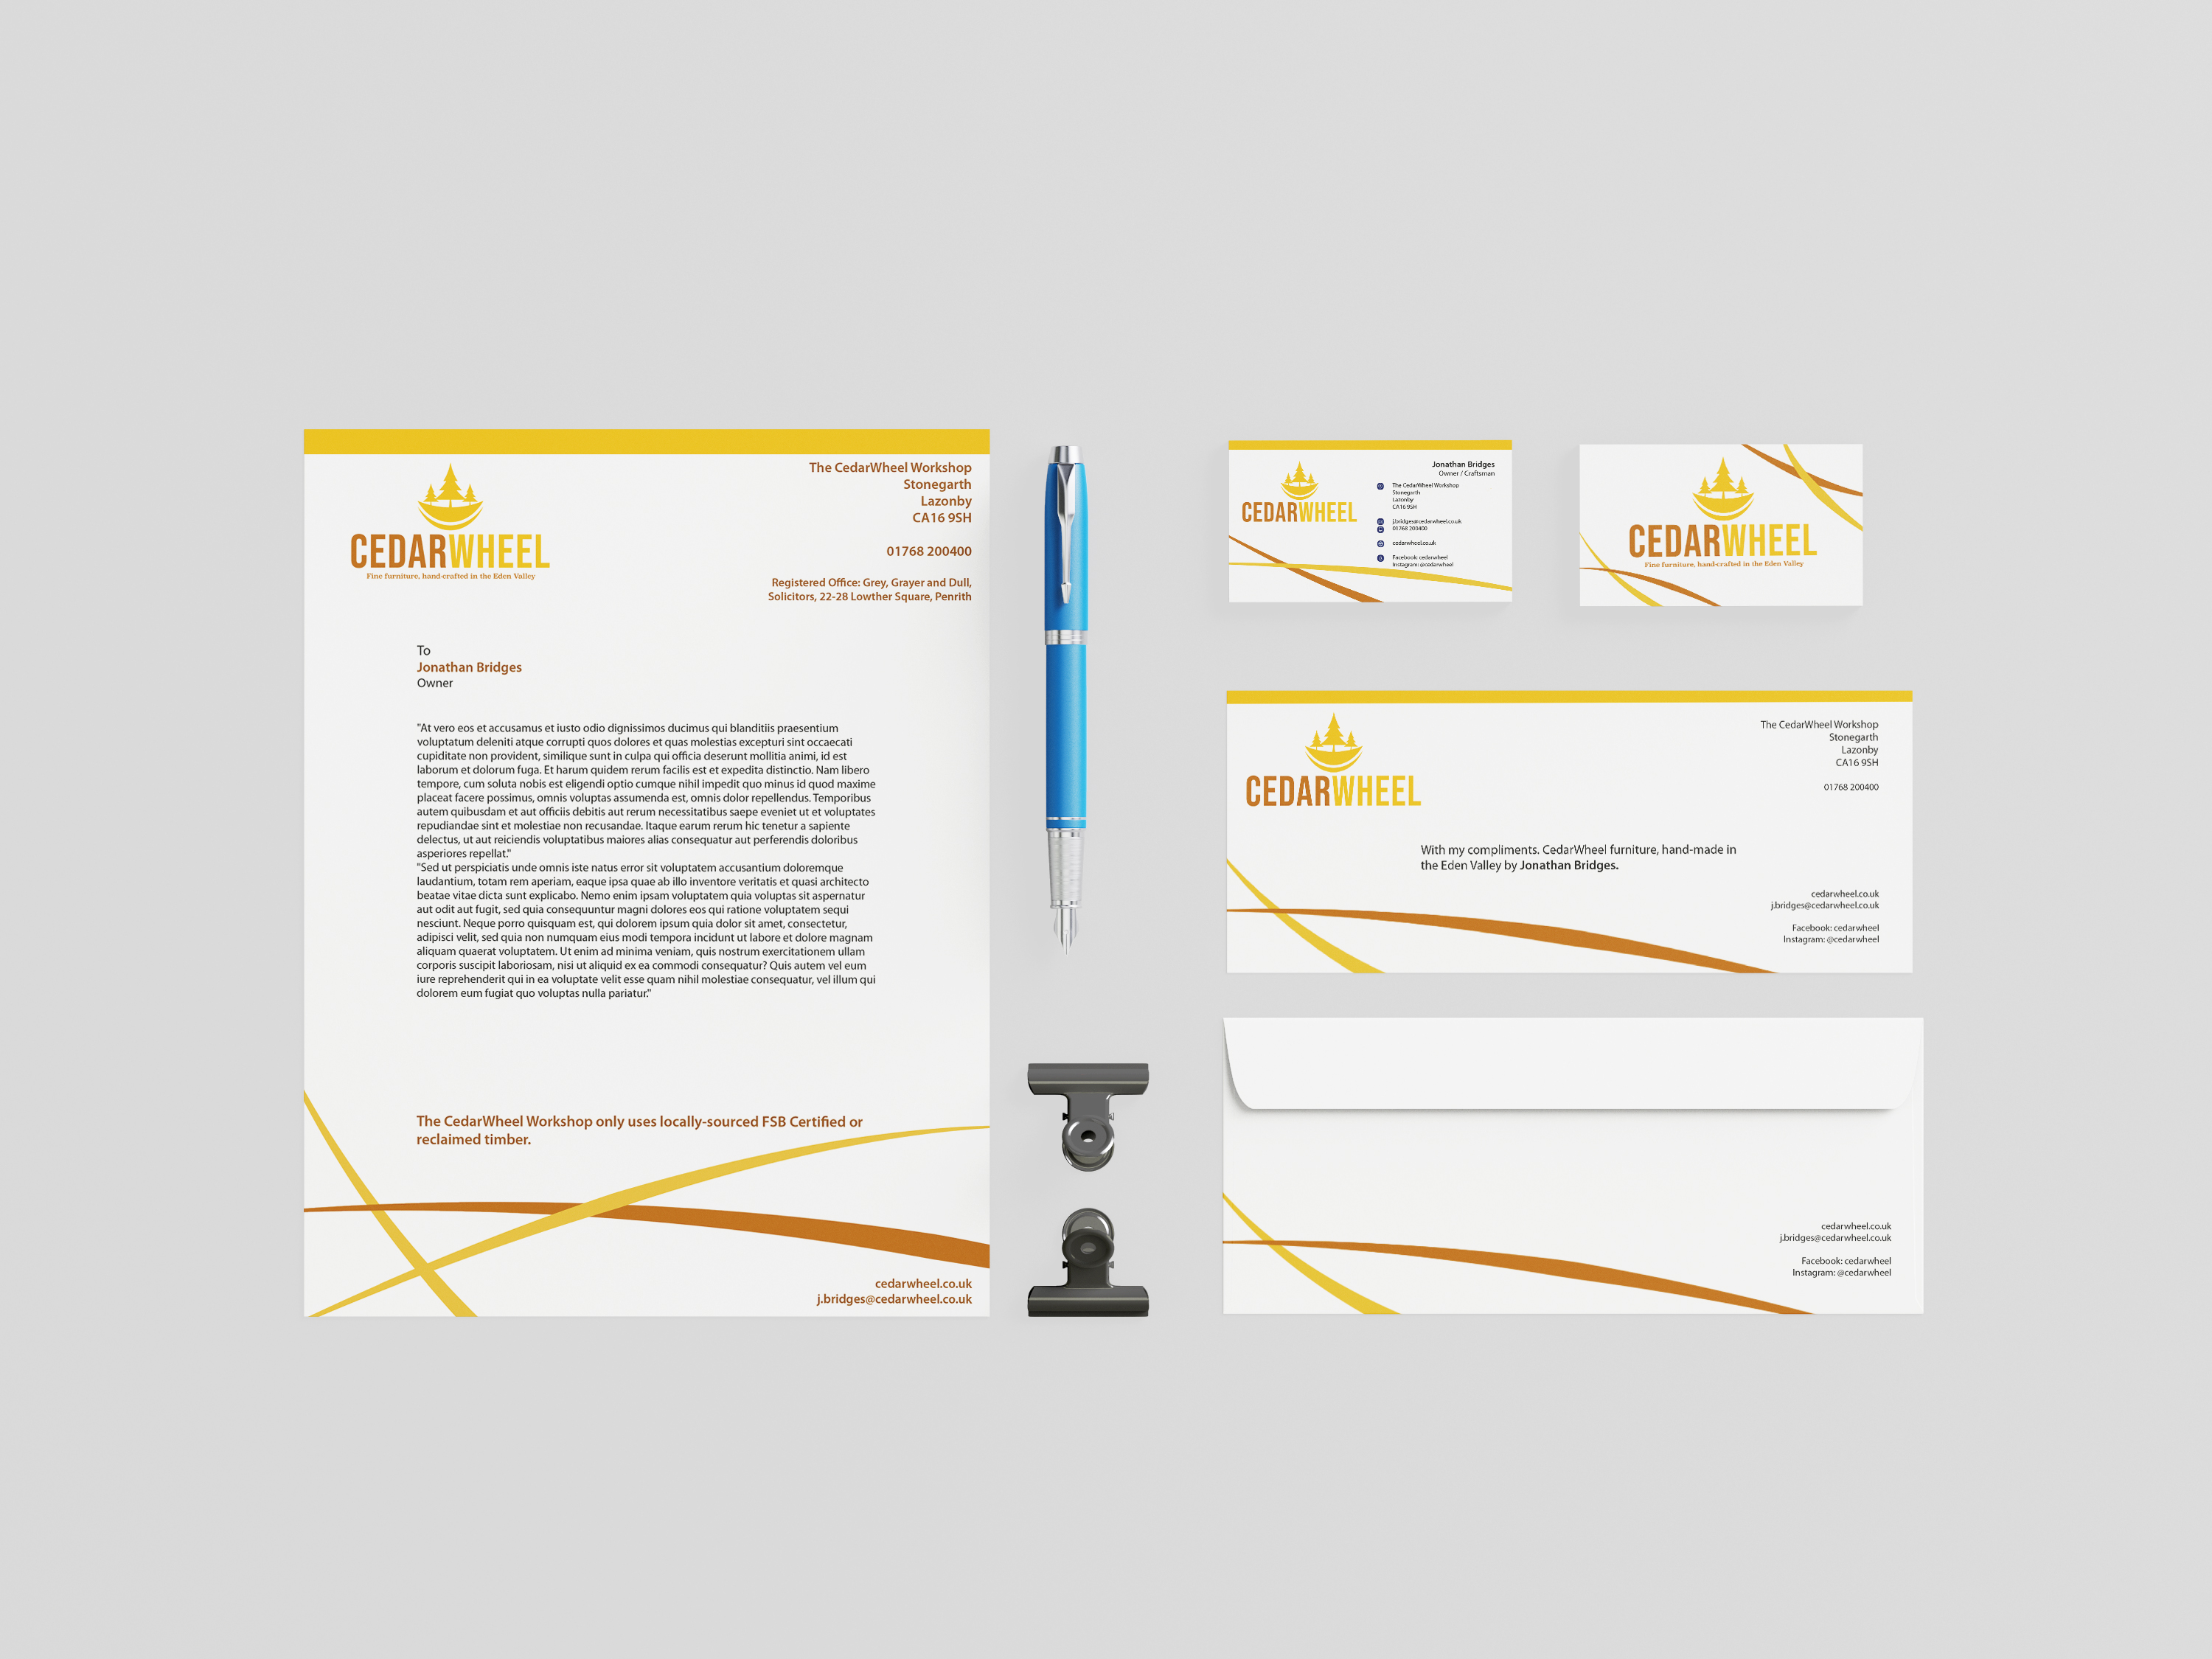 CEDARWHEEL
Fine furniture, hand-crafted in the Eden Valley
The CedarWheel Workshop
Stonegarth
Lazonby
CA16 9SH
01768 200400
Registered Office: Grey, Grayer and Dull,
Solicitors, 22-28 Lowther Square, Penrith
To
Jonathan Bridges
Owner
"At vero eos et accusamus et iusto odio dignissimos ducimus qui blanditiis praesentium
voluptatum deleniti atque corrupti quos dolores et quas molestias excepturi sint occaecati
cupiditate non provident, similique sunt in culpa qui officia deserunt mollitia animi, id est
laborum et dolorum fuga. Et harum quidem rerum facilis est et expedita distinctio. Nam libero
tempore, cum soluta nobis est eligendi optio cumque nihil impedit quo minus id quod maxime
placeat facere possimus, omnis voluptas assumenda est, omnis dolor repellendus. Temporibus
autem quibusdam et aut officiis debitis aut rerum necessitatibus saepe eveniet ut et voluptates
repudiandae sint et molestiae non recusandae. Itaque earum rerum hic tenetur a sapiente
delectus, ut aut reiciendis voluptatibus maiores alias consequatur aut perferendis doloribus
asperiores repellat."
"Sed ut perspiciatis unde omnis iste natus error sit voluptatem accusantium doloremque
laudantium, totam rem aperiam, eaque ipsa quae ab illo inventore veritatis et quasi architecto
beatae vitae dicta sunt explicabo. Nemo enim ipsam voluptatem quia voluptas sit aspernatur
aut odit aut fugit, sed quia consequuntur magni dolores eos qui ratione voluptatem sequi
nesciunt. Neque porro quisquam est, qui dolorem ipsum quia dolor sit amet, consectetur,
adipisci velit, sed quia non numquam eius modi tempora incidunt ut labore et dolore magnam
aliquam quaerat voluptatem. Ut enim ad minima veniam, quis nostrum exercitationem ullam
corporis suscipit laboriosam, nisi ut aliquid ex ea commodi consequatur? Quis autem vel eum
iure reprehenderit qui in ea voluptate velit esse quam nihil molestiae consequatur, vel illum qui
dolorem eum fugiat quo voluptas nulla pariatur."
The CedarWheel Workshop only uses locally-sourced FSB Certified or
reclaimed timber.
cedarwheel.co.uk
j.bridges@cedarwheel.co.uk
CEDARWHEEL
Jonathan Bridges
Owner / Craftsman
The CedarWheel Workshop
Stonegarth
Lazonby
CA16 9SH
j.bridges@cedarwheel.co.uk
01768 200400
cedarwheel.co.uk
Facebook: cedarwheel
Instagram: @cedarwheel
CEDARWHEEL
Fine furniture, hand-crafted in the Eden Valley
CEDARWHEEL
The CedarWheel Workshop
Stonegarth
Lazonby
CA16 9SH
01768 200400
With my compliments. CedarWheel furniture, hand-made in
the Eden Valley by Jonathan Bridges.
cedarwheel.co.uk
j.bridges@cedarwheel.co.uk
Facebook: cedarwheel
Instagram: @cedarwheel
cedarwheel.co.uk
j.bridges@cedarwheel.co.uk
Facebook: cedarwheel
Instagram: @cedarwheel